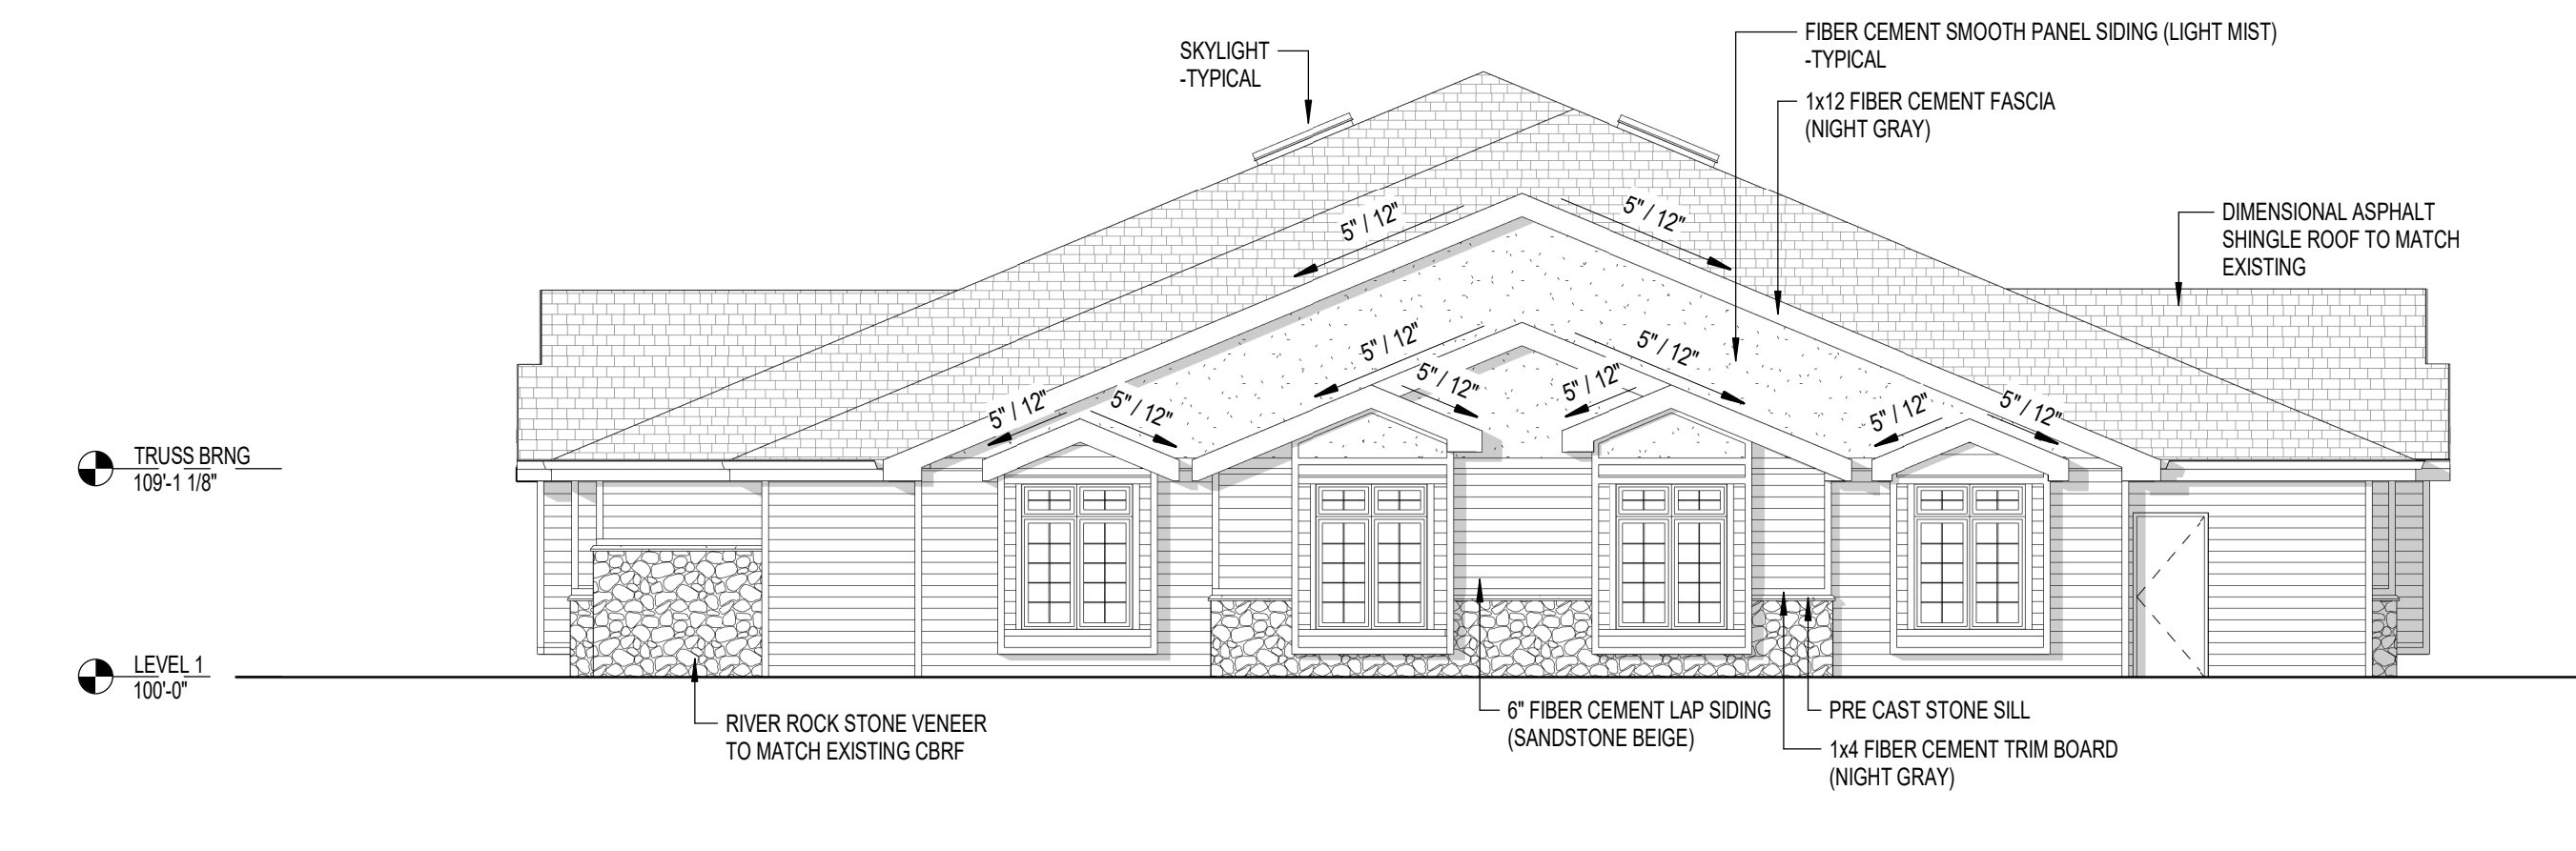 SKYLIGHT
-TYPICAL
FIBER CEMENT SMOOTH PANEL SIDING (LIGHT MIST)
-TYPICAL
1x12 FIBER CEMENT FASCIA
(NIGHT GRAY)
5" / 12"
5" / 12"
DIMENSIONAL ASPHALT
SHINGLE ROOF TO MATCH
EXISTING
5" / 12"
5" / 12"
5" / 12"
5" / 12"
5" / 12"
5" / 12"
5" / 12"
5" / 12"
TRUSS BRNG
109'-1 1/8"
LEVEL 1
100'-0"
RIVER ROCK STONE VENEER
TO MATCH EXISTING CBRF
6" FIBER CEMENT LAP SIDING
(SANDSTONE BEIGE)
PRE CAST STONE SILL
1x4 FIBER CEMENT TRIM BOARD
(NIGHT GRAY)